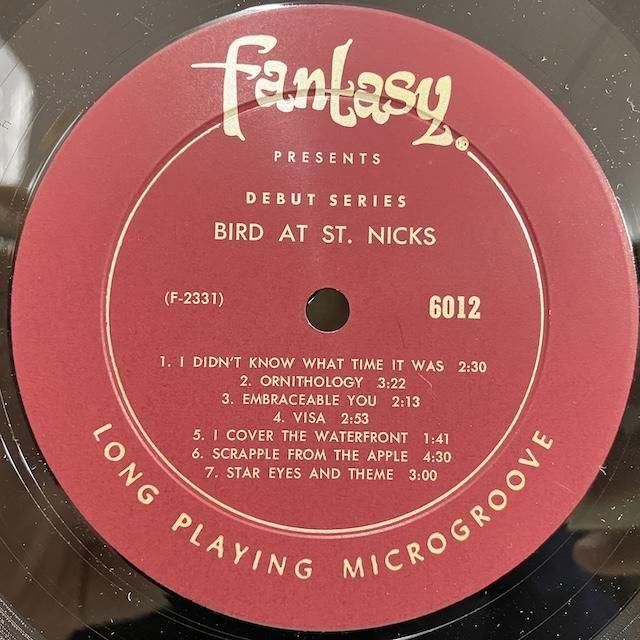 Fantasy®
PRESENTS
DEBUT SERIES
BIRD AT ST. NICKS
(F-2331) 6012
1. I DIDN'T KNOW WHAT TIME IT WAS 2:30
2. ORNITHOLOGY 3:22
3. EMBRACEABLE YOU 2:13
4. VISA 2:53
5. I COVER THE WATERFRONT 1:41
6. SCRAPPLE FROM THE APPLE 4:30
7. STAR EYES AND THEME 3:00
LONG PLAYING MICROGROOVE